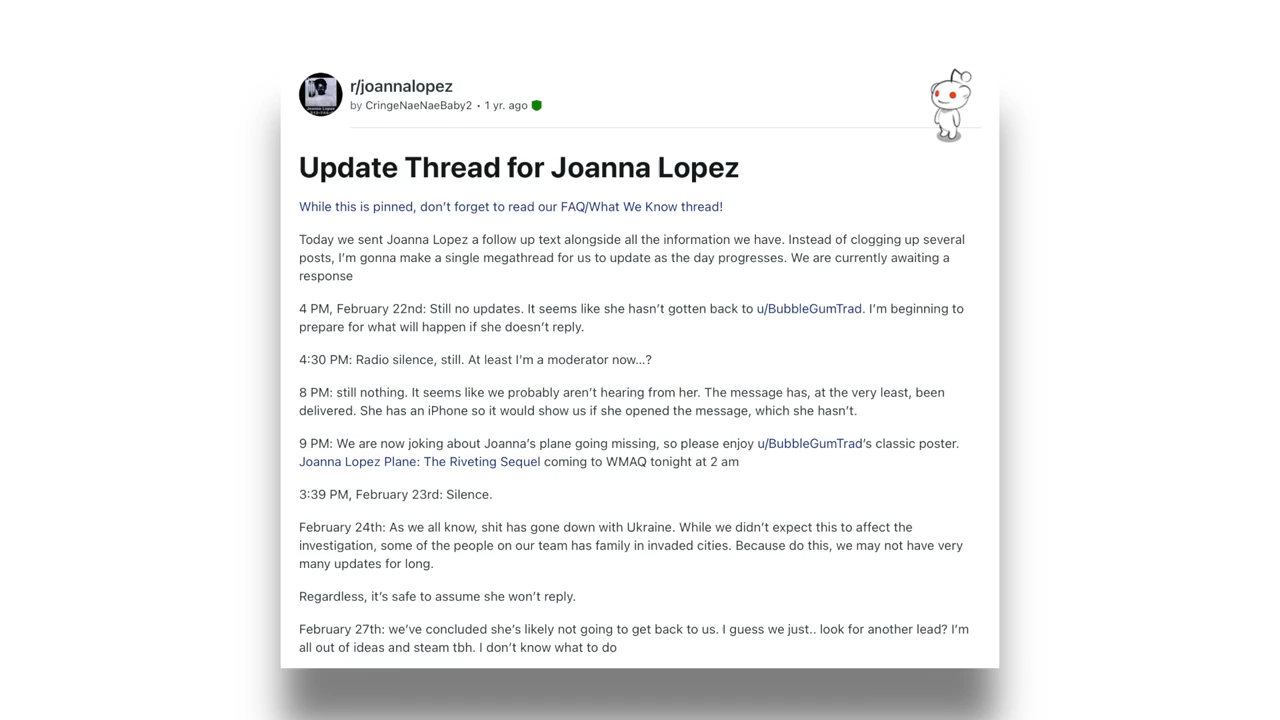 r/joannalopez
by CringeNaeNaeBaby2 • 1 yr. ago
Update Thread for Joanna Lopez
While this is pinned, don’t forget to read our FAQ/What We Know thread!
Today we sent Joanna Lopez a follow up text alongside all the information we have. Instead of clogging up several
posts, I’m gonna make a single megathread for us to update as the day progresses. We are currently awaiting a
response
4 PM, February 22nd: Still no updates. It seems like she hasn’t gotten back to u/BubbleGumTrad. I’m beginning to
prepare for what will happen if she doesn’t reply.
4:30 PM: Radio silence, still. At least I’m a moderator now...?
8 PM: still nothing. It seems like we probably aren’t hearing from her. The message has, at the very least, been
delivered. She has an iPhone so it would show us if she opened the message, which she hasn’t.
9 PM: We are now joking about Joanna’s plane going missing, so please enjoy u/BubbleGumTrad’s classic poster.
Joanna Lopez Plane: The Riveting Sequel coming to WMAQ tonight at 2 am
3:39 PM, February 23rd: Silence.
February 24th: As we all know, shit has gone down with Ukraine. While we didn’t expect this to affect the
investigation, some of the people on our team has family in invaded cities. Because do this, we may not have very
many updates for long.
Regardless, it’s safe to assume she won’t reply.
February 27th: we’ve concluded she’s likely not going to get back to us. I guess we just.. look for another lead? I’m
all out of ideas and steam tbh. I don’t know what to do